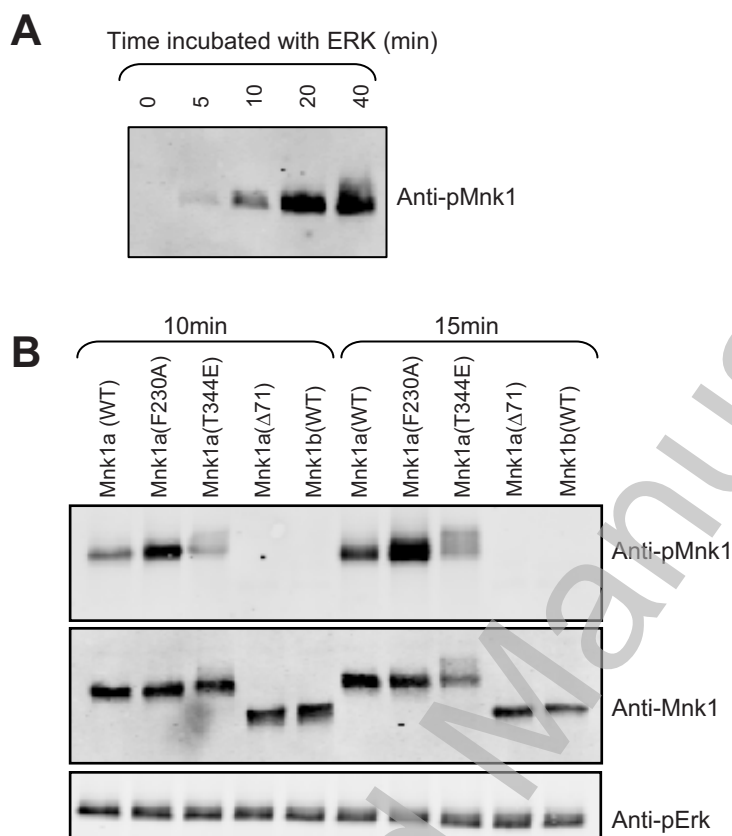 A
Time incubated with ERK (min)
0 5 10 20 40
Anti-pMnk1
B
10min 15min
Mnk1a (WT) Mnk1a(F230A) Mnk1a(T344E) Mnk1a(Δ71) Mnk1b(WT) Mnk1a(WT) Mnk1a(F230A) Mnk1a(T344E) Mnk1a(Δ71) Mnk1b(WT)
Anti-pMnk1
Anti-Mnk1
Anti-pErk